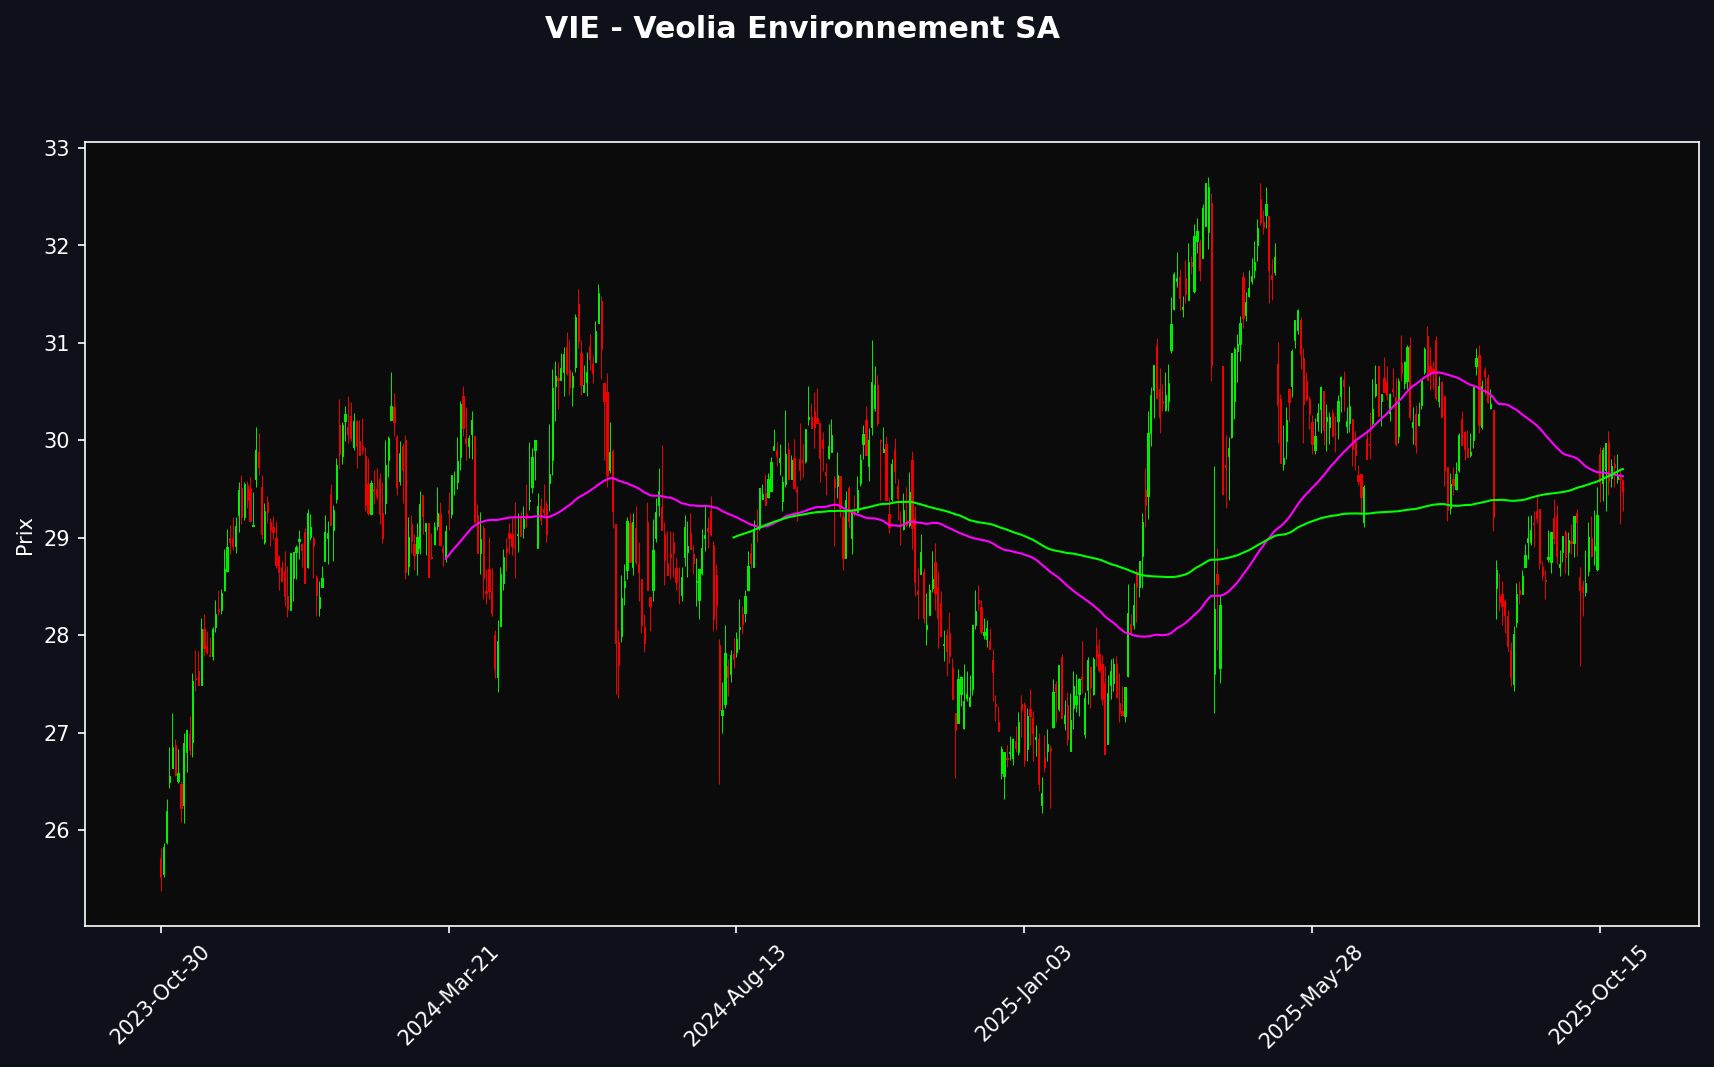 VIE - Veolia Environnement SA
Prix
33
32
31
30
29
28
27
26
2023-Oct-30
2024-Mar-21
2024-Aug-13
2025-Jan-03
2025-May-28
2025-Oct-15